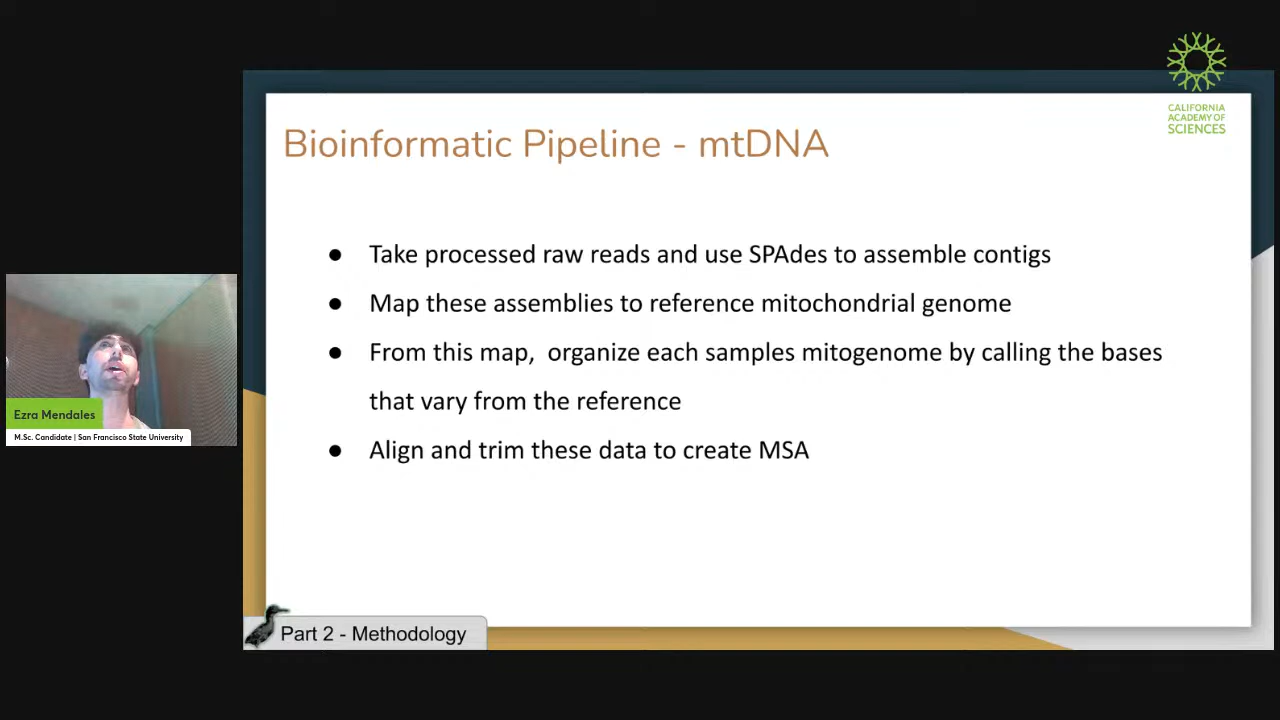 CALIFORNIA
ACADEMY OF
SCIENCES
Bioinformatic Pipeline - mtDNA
● Take processed raw reads and use SPAdes to assemble contigs
● Map these assemblies to reference mitochondrial genome
● From this map,  organize each samples mitogenome by calling the bases
that vary from the reference
● Align and trim these data to create MSA
Ezra Mendales
M.Sc. Candidate | San Francisco State University
Part 2 - Methodology